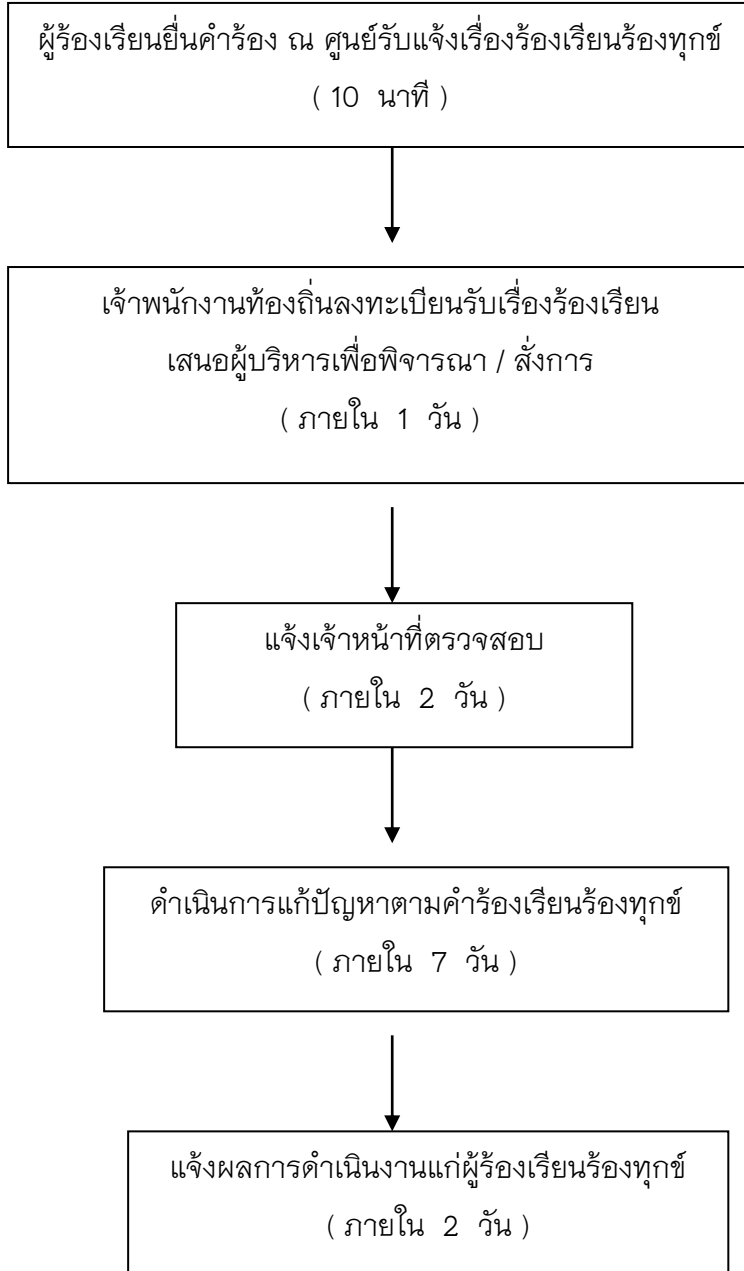 ผู้ร้องเรียนยื่นคำร้อง ณ ศูนย์รับแจ้งเรื่องร้องเรียนร้องทุกข์
( 10 นาที )
เจ้าพนักงานท้องถิ่นลงทะเบียนรับเรื่องร้องเรียน
เสนอผู้บริหารเพื่อพิจารณา / สั่งการ
( ภายใน 1 วัน )
แจ้งเจ้าหน้าที่ตรวจสอบ
( ภายใน 2 วัน )
ดำเนินการแก้ปัญหาตามคำร้องเรียนร้องทุกข์
( ภายใน 7 วัน )
แจ้งผลการดำเนินงานแก่ผู้ร้องเรียนร้องทุกข์
( ภายใน 2 วัน )